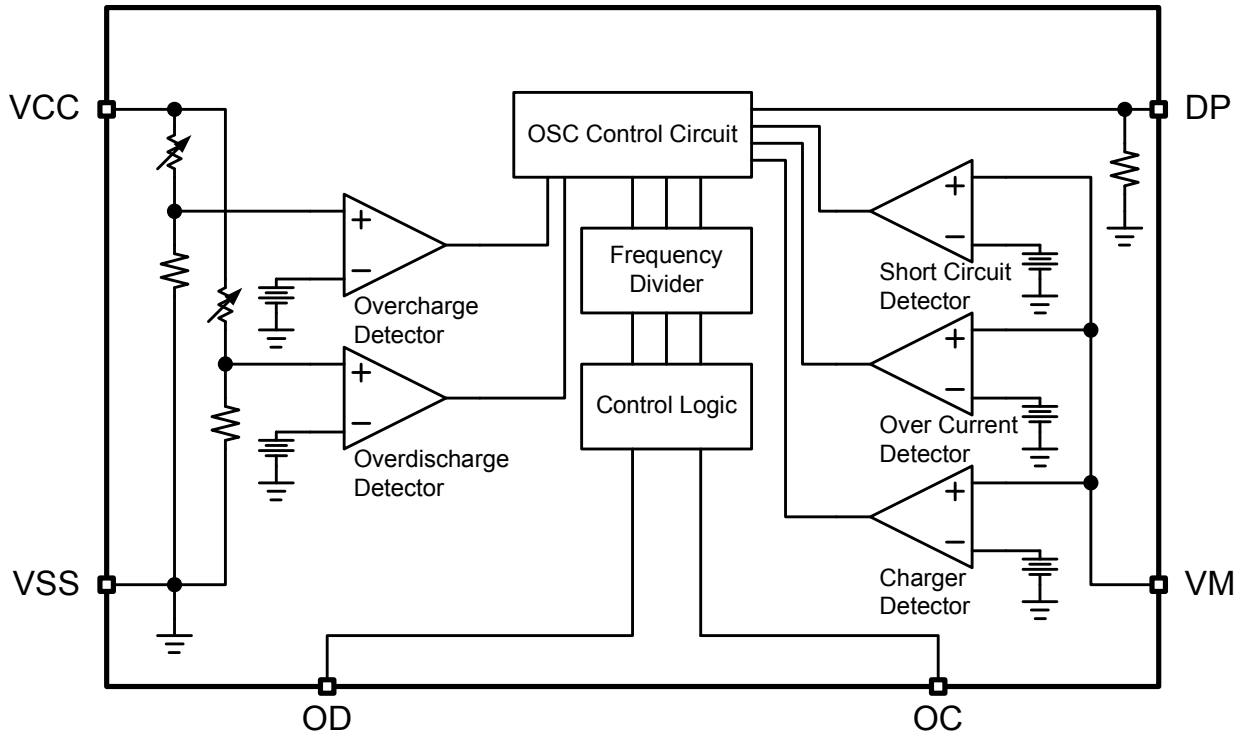 VCC
OSC Control Circuit
DP
+
−
Overcharge
Detector
Frequency
Divider
+
−
Short Circuit
Detector
+
−
Overdischarge
Detector
Control Logic
+
−
Over Current
Detector
+
−
Charger
Detector
VSS
VM
OD
OC